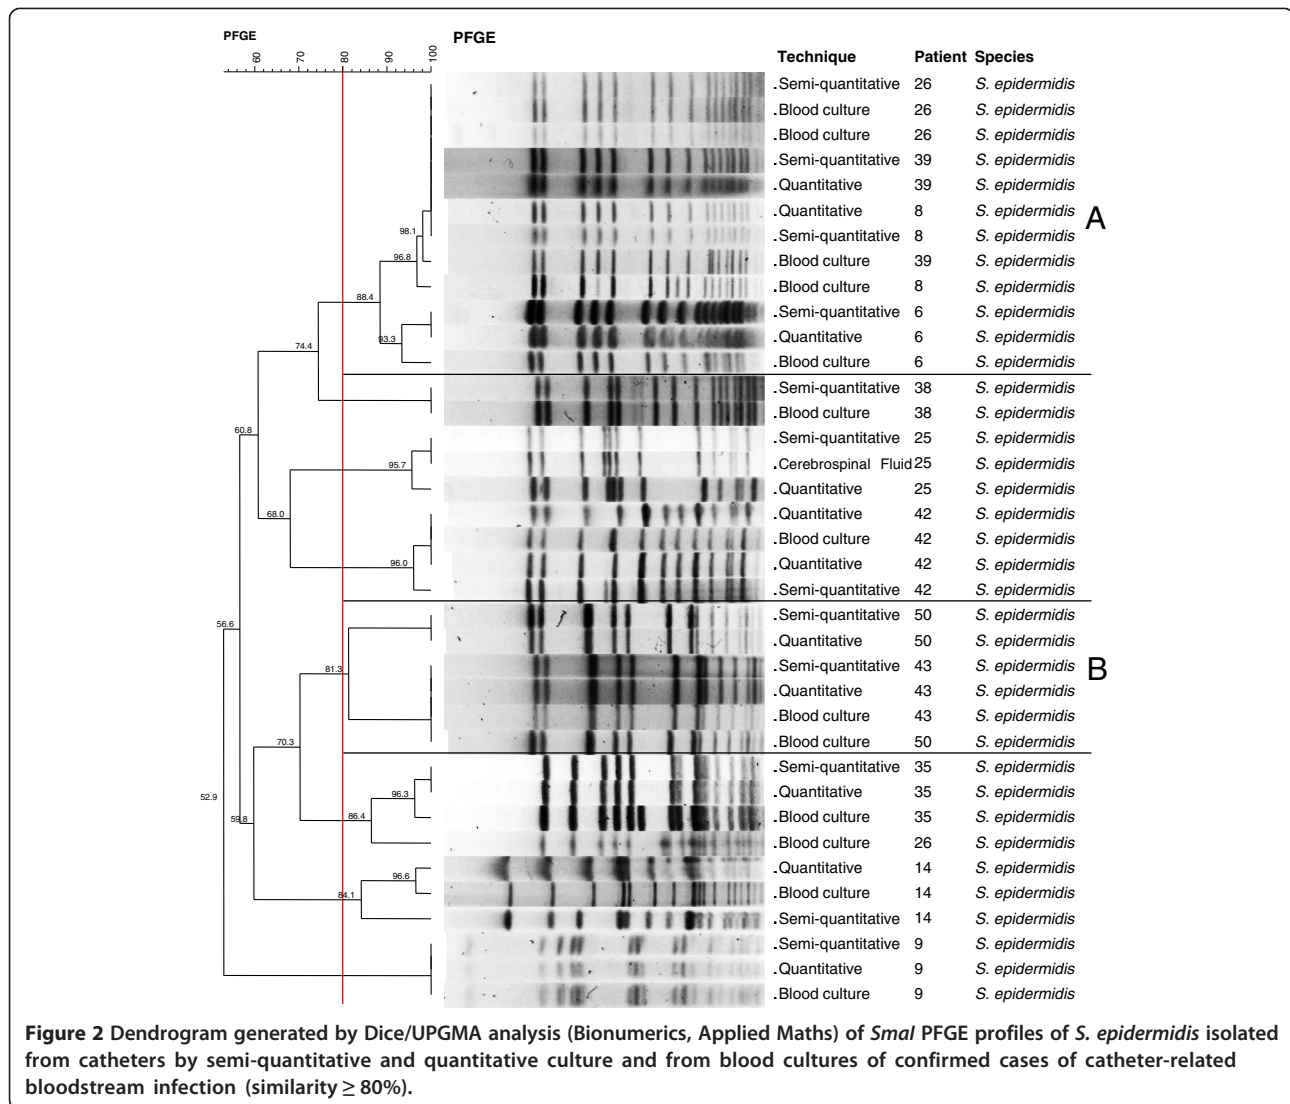 PFGE PFGE
60 70 80 90 100
Technique Patient Species
.Semi-quantitative 26 S. epidermidis
.Blood culture 26 S. epidermidis
.Blood culture 26 S. epidermidis
.Semi-quantitative 39 S. epidermidis
.Quantitative 39 S. epidermidis
.Quantitative 8 S. epidermidis
A
98.1 .Semi-quantitative 8 S. epidermidis
96.8 .Blood culture 39 S. epidermidis
.Blood culture 8 S. epidermidis
88.4 .Semi-quantitative 6 S. epidermidis
93.3 .Quantitative 6 S. epidermidis
74.4 .Blood culture 6 S. epidermidis
.Semi-quantitative 38 S. epidermidis
.Blood culture 38 S. epidermidis
60.8 .Semi-quantitative 25 S. epidermidis
95.7 .Cerebrospinal Fluid 25 S. epidermidis
.Quantitative 25 S. epidermidis
68.0 .Quantitative 42 S. epidermidis
.Blood culture 42 S. epidermidis
96.0 .Quantitative 42 S. epidermidis
.Semi-quantitative 42 S. epidermidis
56.6 .Semi-quantitative 50 S. epidermidis
.Quantitative 50 S. epidermidis
81.3 .Semi-quantitative 43 S. epidermidis
B
.Quantitative 43 S. epidermidis
.Blood culture 43 S. epidermidis
70.3 .Blood culture 50 S. epidermidis
.Semi-quantitative 35 S. epidermidis
52.9 96.3 .Quantitative 35 S. epidermidis
59.8 86.4 .Blood culture 35 S. epidermidis
.Blood culture 26 S. epidermidis
96.6 .Quantitative 14 S. epidermidis
84.1 .Blood culture 14 S. epidermidis
.Semi-quantitative 14 S. epidermidis
.Semi-quantitative 9 S. epidermidis
.Quantitative 9 S. epidermidis
.Blood culture 9 S. epidermidis
Figure 2 Dendrogram generated by Dice/UPGMA analysis (Bionumerics, Applied Maths) of SmaI PFGE profiles of S. epidermidis isolated
from catheters by semi-quantitative and quantitative culture and from blood cultures of confirmed cases of catheter-related
bloodstream infection (similarity ≥ 80%).